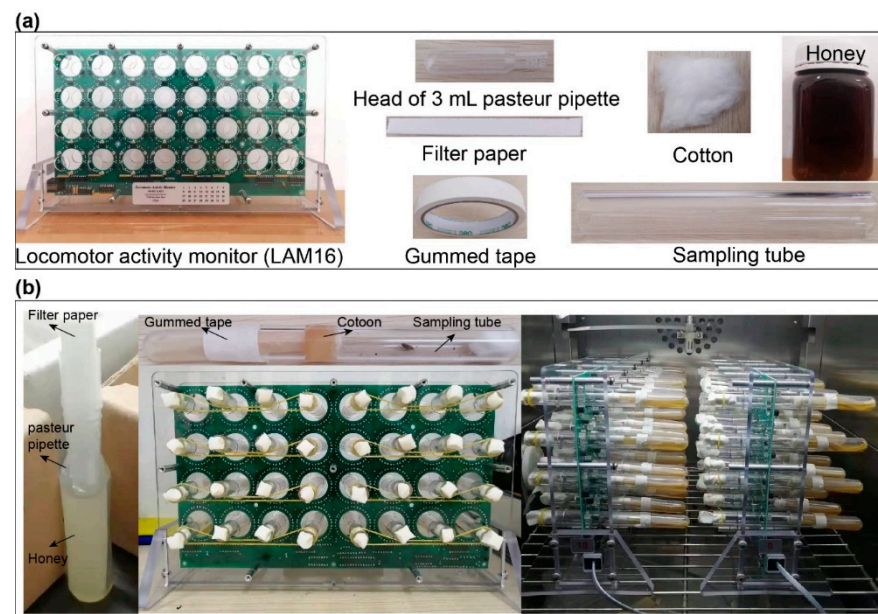 (a)
Honey
Head of 3 mL pasteur pipette
Filter paper
Cotton
Locomotor activity monitor (LAM16)
Gummed tape
Sampling tube
(b)
Filter paper
Gummed tape
Cotoon
Sampling tube
pasteur
pipette
Honey